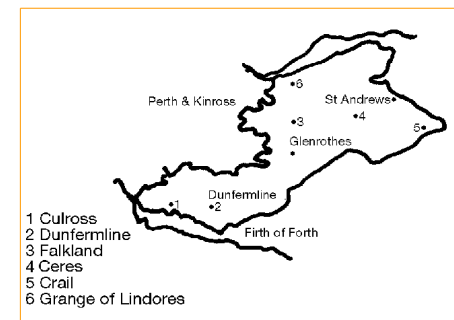 6
Perth & Kinross
St Andrews
3
4
5
Glenrothes
Dunfermline
1
2
Firth of Forth
1 Culross
2 Dunfermline
3 Falkland
4 Ceres
5 Crail
6 Grange of Lindores